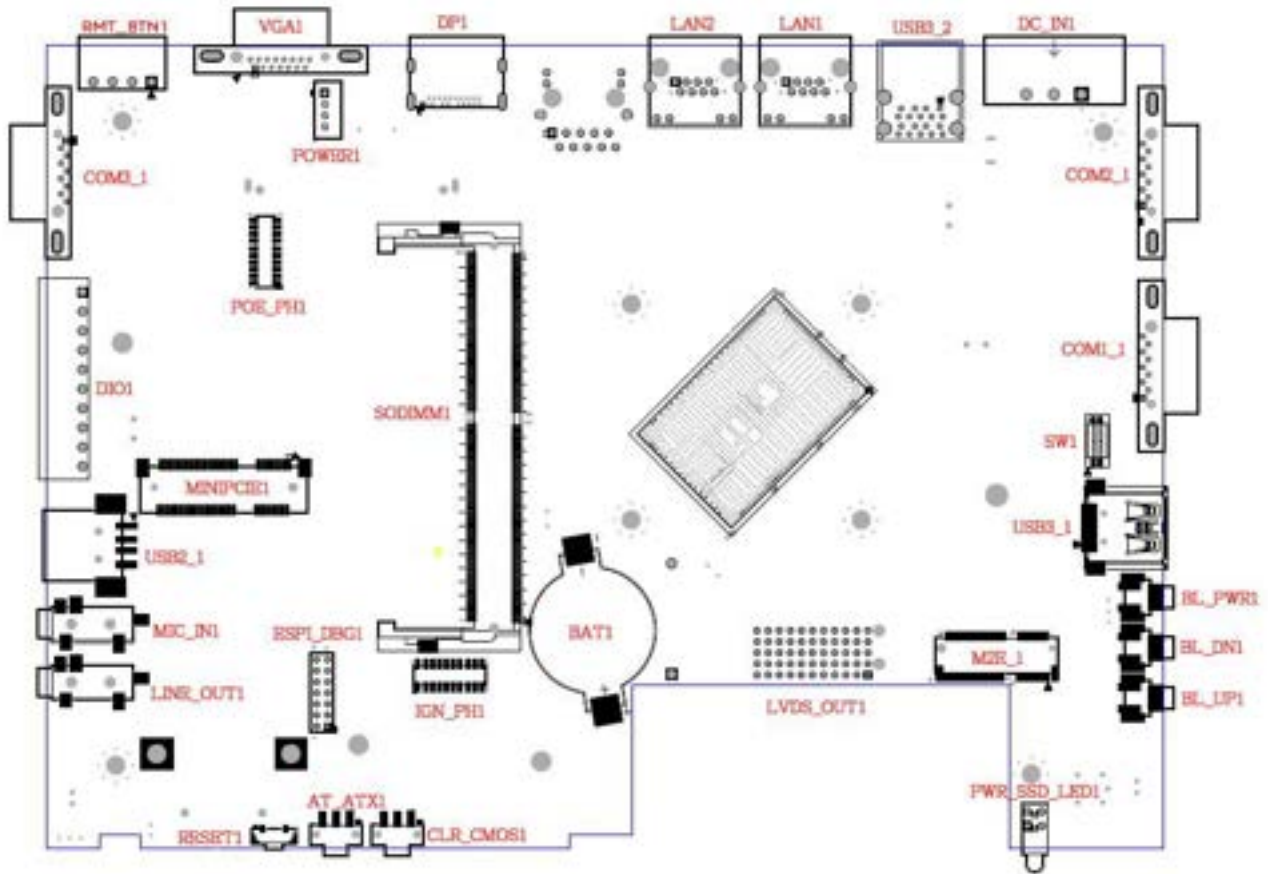 RMT_BTN1
VGA1
DP1
LAN2
LAN1
USB3_2
DC_IN1
POWER1
COM3_1
COM2_1
POE_PH1
COM1_1
DIO1
SODIMM1
SW1
MINIPCIE1
USB3_1
USB2_1
BL_PWR1
MIC_IN1
ESPI_DBG1
BAT1
BL_DN1
M2E_1
LINE_OUT1
IGN_PH1
LVDS_OUT1
BL_UP1
PWR_SSD_LED1
AT_ATX1
RESET1
CLR_CMOS1